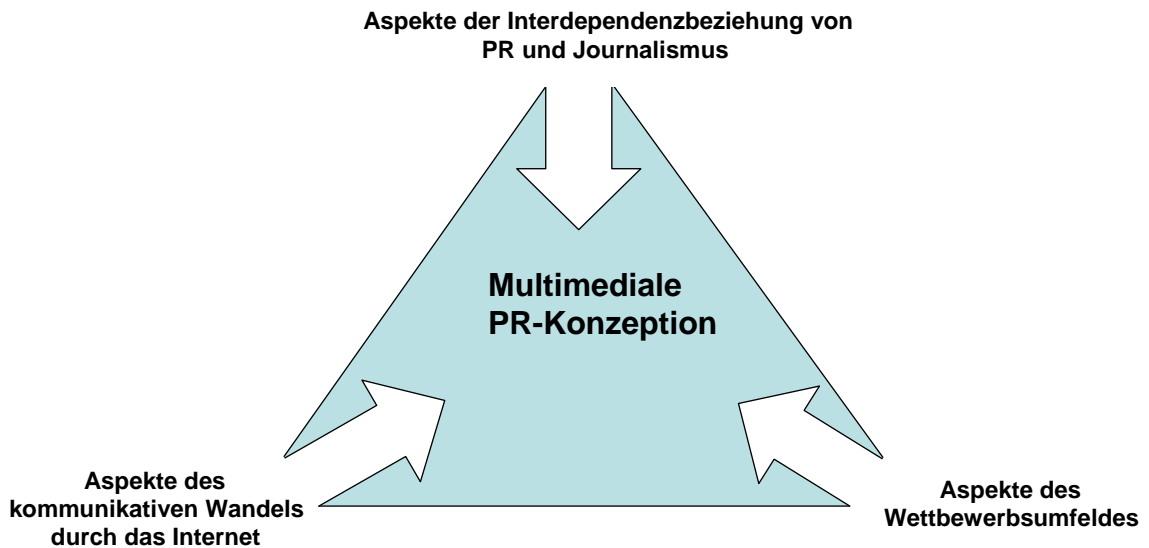 Aspekte der Interdependenzbeziehung von
PR und Journalismus
Multimediale
PR-Konzeption
Aspekte des
kommunikativen Wandels
durch das Internet
Aspekte des
Wettbewerbsumfeldes